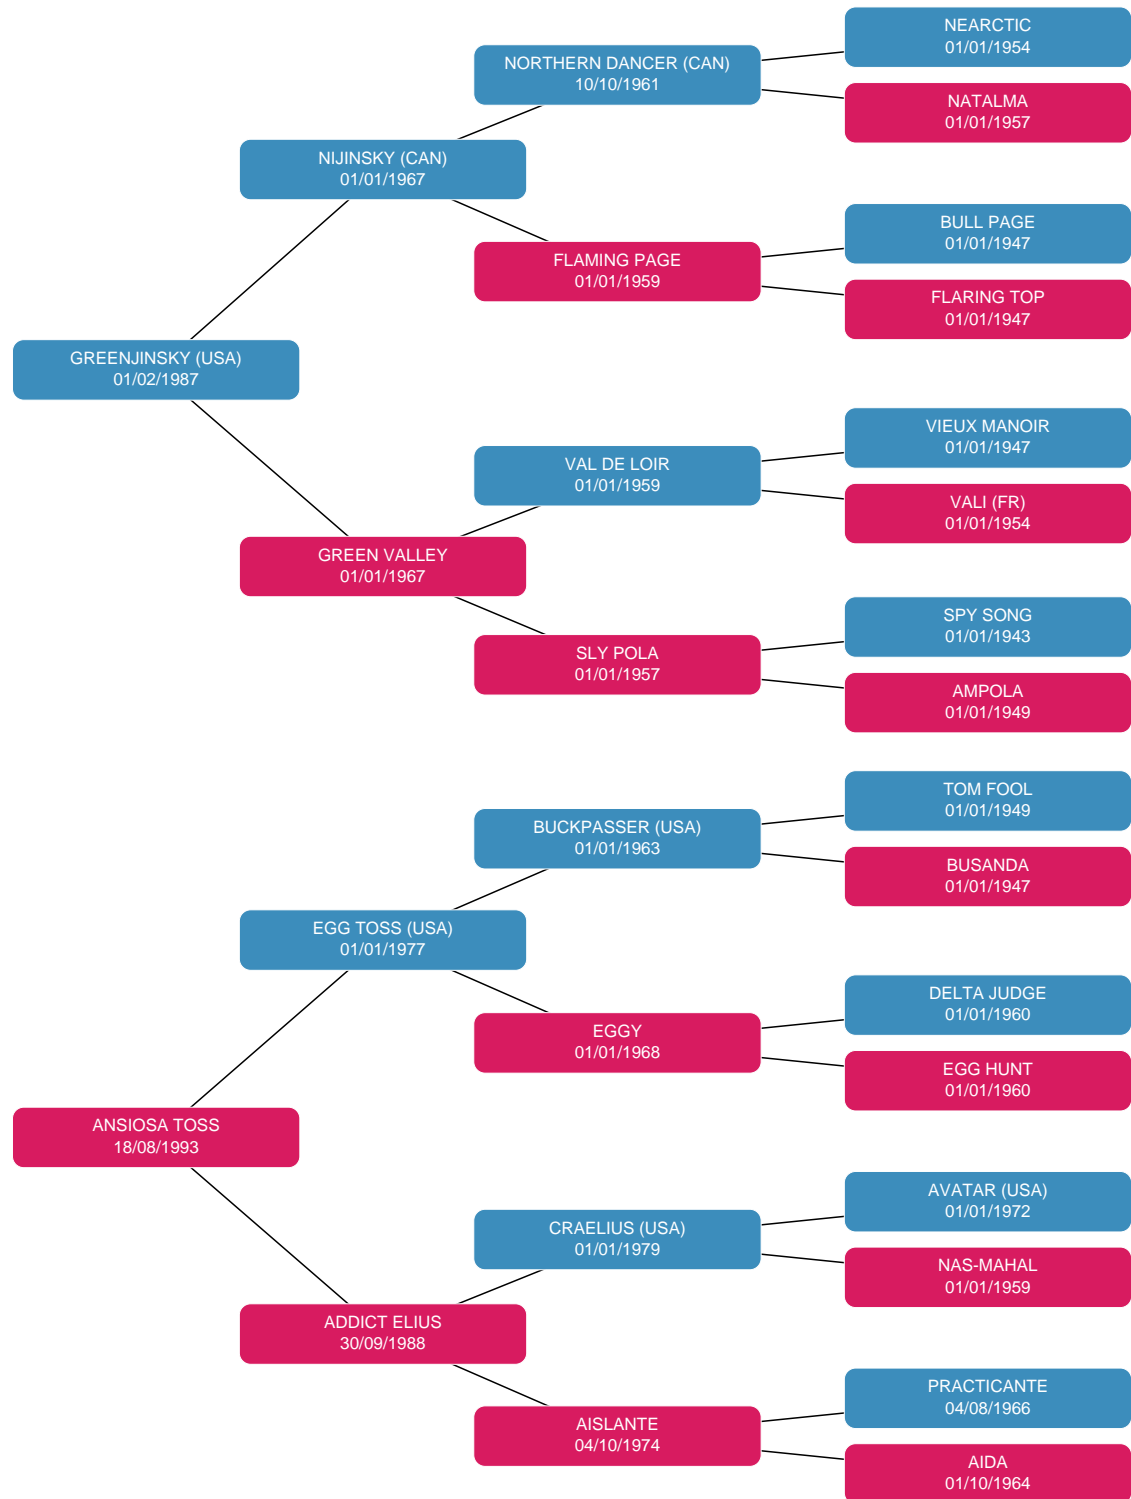 NEARCTIC
01/01/1954
NORTHERN DANCER (CAN)
10/10/1961
NATALMA
01/01/1957
NIJINSKY (CAN)
01/01/1967
BULL PAGE
01/01/1947
FLAMING PAGE
01/01/1959
FLARING TOP
01/01/1947
GREENJINSKY (USA)
01/02/1987
VIEUX MANOIR
01/01/1947
VAL DE LOIR
01/01/1959
VALI (FR)
01/01/1954
GREEN VALLEY
01/01/1967
SPY SONG
01/01/1943
SLY POLA
01/01/1957
AMPOLA
01/01/1949
TOM FOOL
01/01/1949
BUCKPASSER (USA)
01/01/1963
BUSANDA
01/01/1947
EGG TOSS (USA)
01/01/1977
DELTA JUDGE
01/01/1960
EGGY
01/01/1968
EGG HUNT
01/01/1960
ANSIOSA TOSS
18/08/1993
AVATAR (USA)
01/01/1972
CRAELIUS (USA)
01/01/1979
NAS-MAHAL
01/01/1959
ADDICT ELIUS
30/09/1988
PRACTICANTE
04/08/1966
AISLANTE
04/10/1974
AIDA
01/10/1964